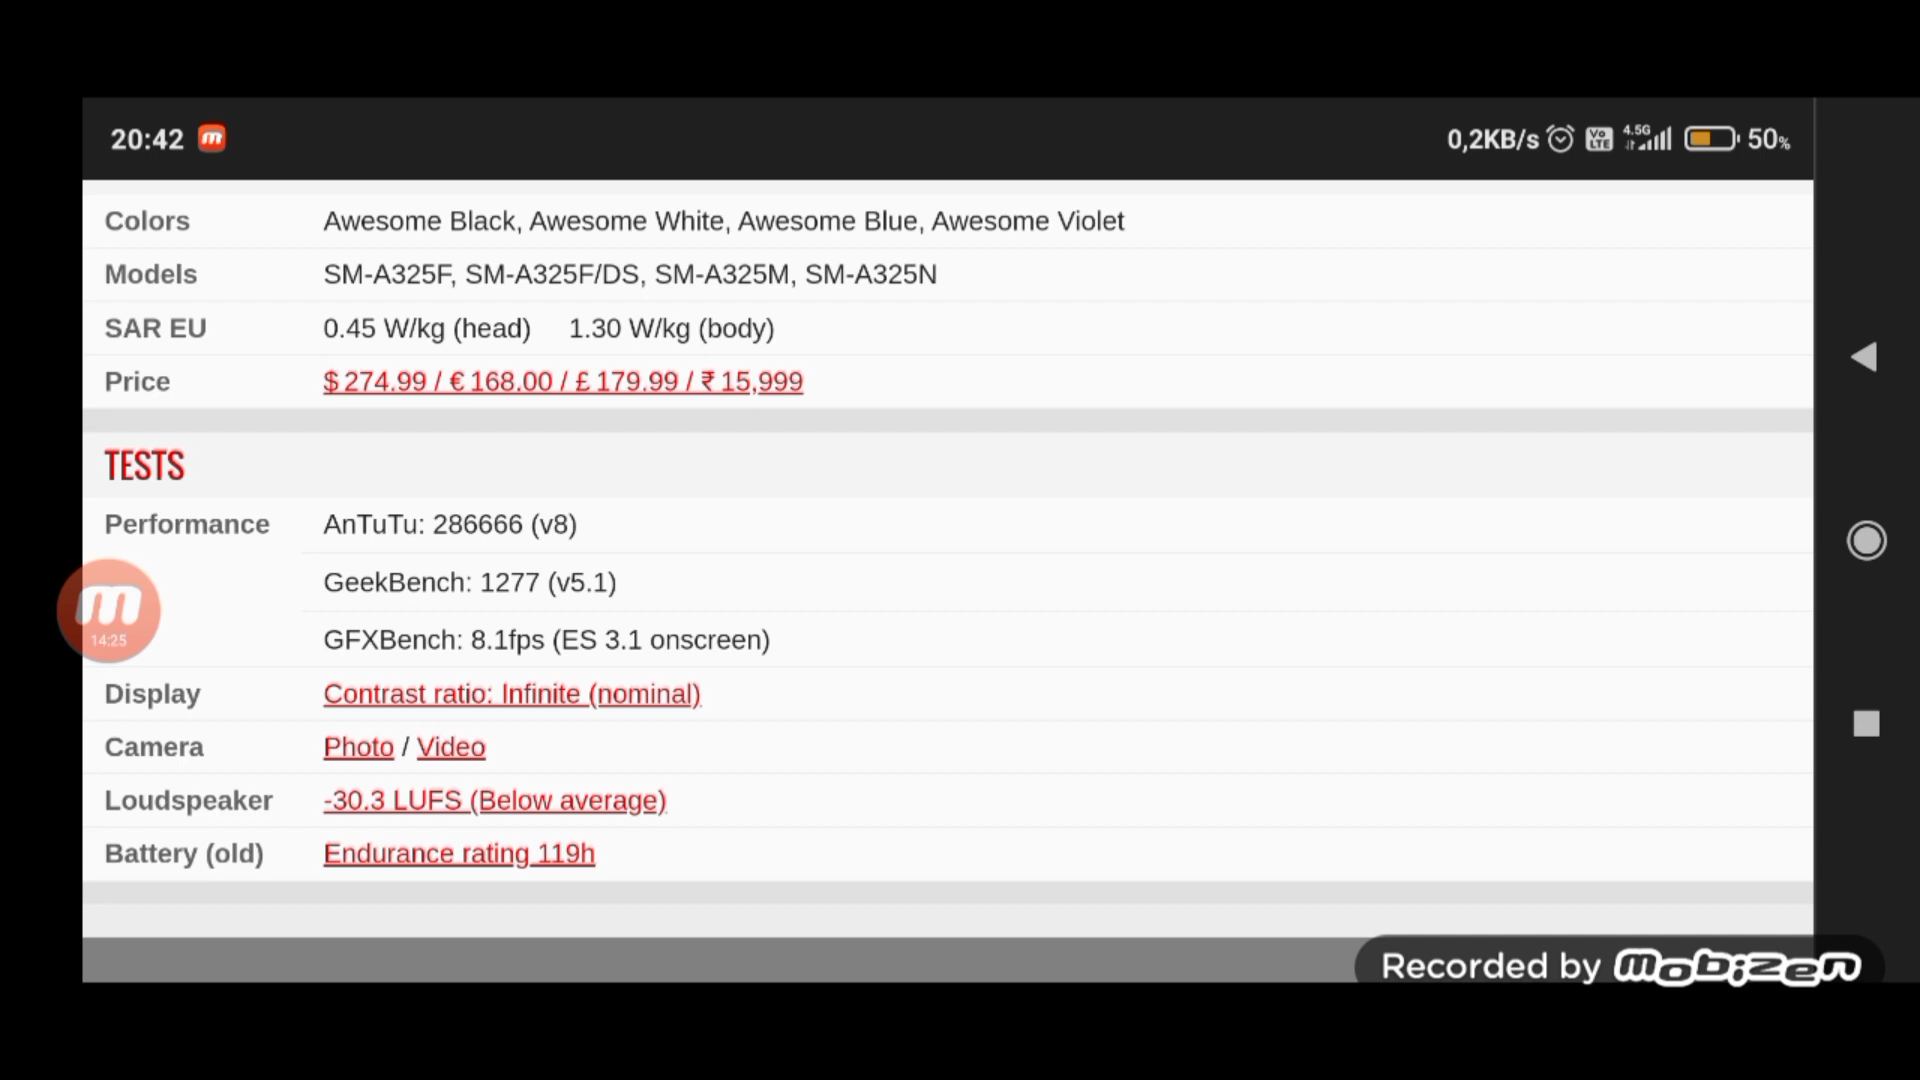 20:42 m 0,2KB/s Vo LTE 4.5G 50%
Colors Awesome Black, Awesome White, Awesome Blue, Awesome Violet
Models SM-A325F, SM-A325F/DS, SM-A325M, SM-A325N
SAR EU 0.45 W/kg (head) 1.30 W/kg (body)
Price $ 274.99 / € 168.00 / £ 179.99 / ₹ 15,999
TESTS
Performance AnTuTu: 286666 (v8)
GeekBench: 1277 (v5.1)
m
14:25
GFXBench: 8.1fps (ES 3.1 onscreen)
Display Contrast ratio: Infinite (nominal)
Camera Photo / Video
Loudspeaker -30.3 LUFS (Below average)
Battery (old) Endurance rating 119h
Recorded by mobizen